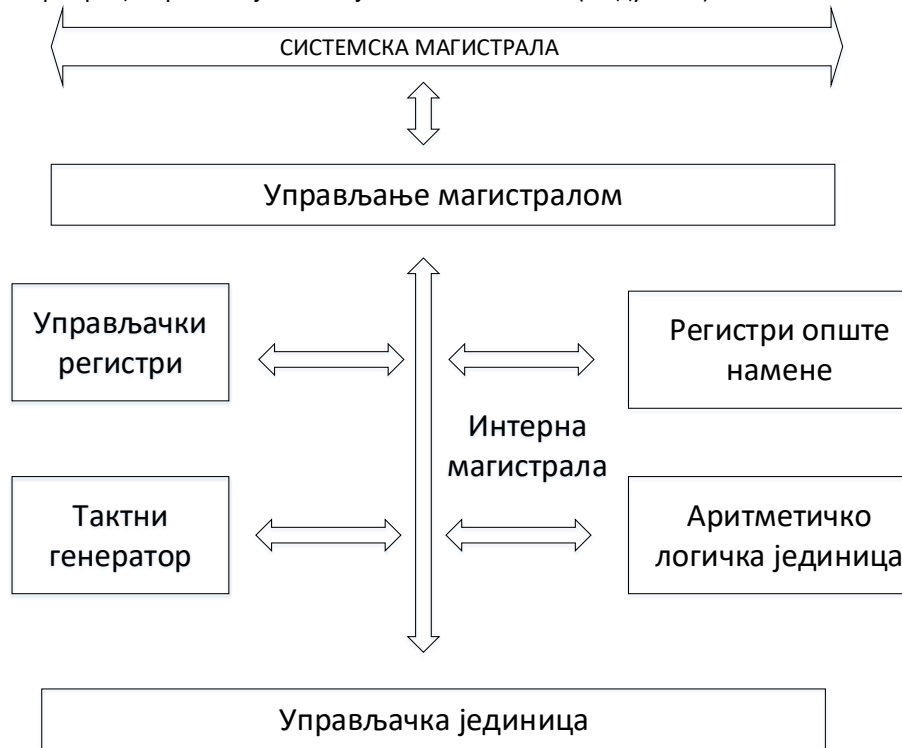 СИСТЕМСКА МАГИСТРАЛА
Управљање магистралом
Управљачки
регистри
Регистри опште
намене
Интерна
магистрала
Тактни
генератор
Аритметичко
логичка јединица
Управљачка јединица